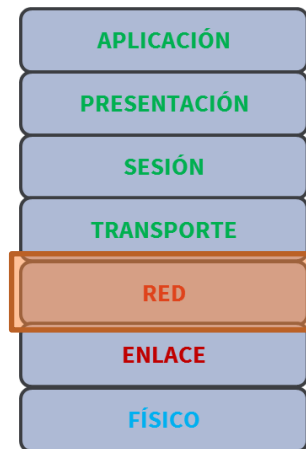 APLICACIÓN
PRESENTACIÓN
SESIÓN
TRANSPORTE
RED
ENLACE
FÍSICO